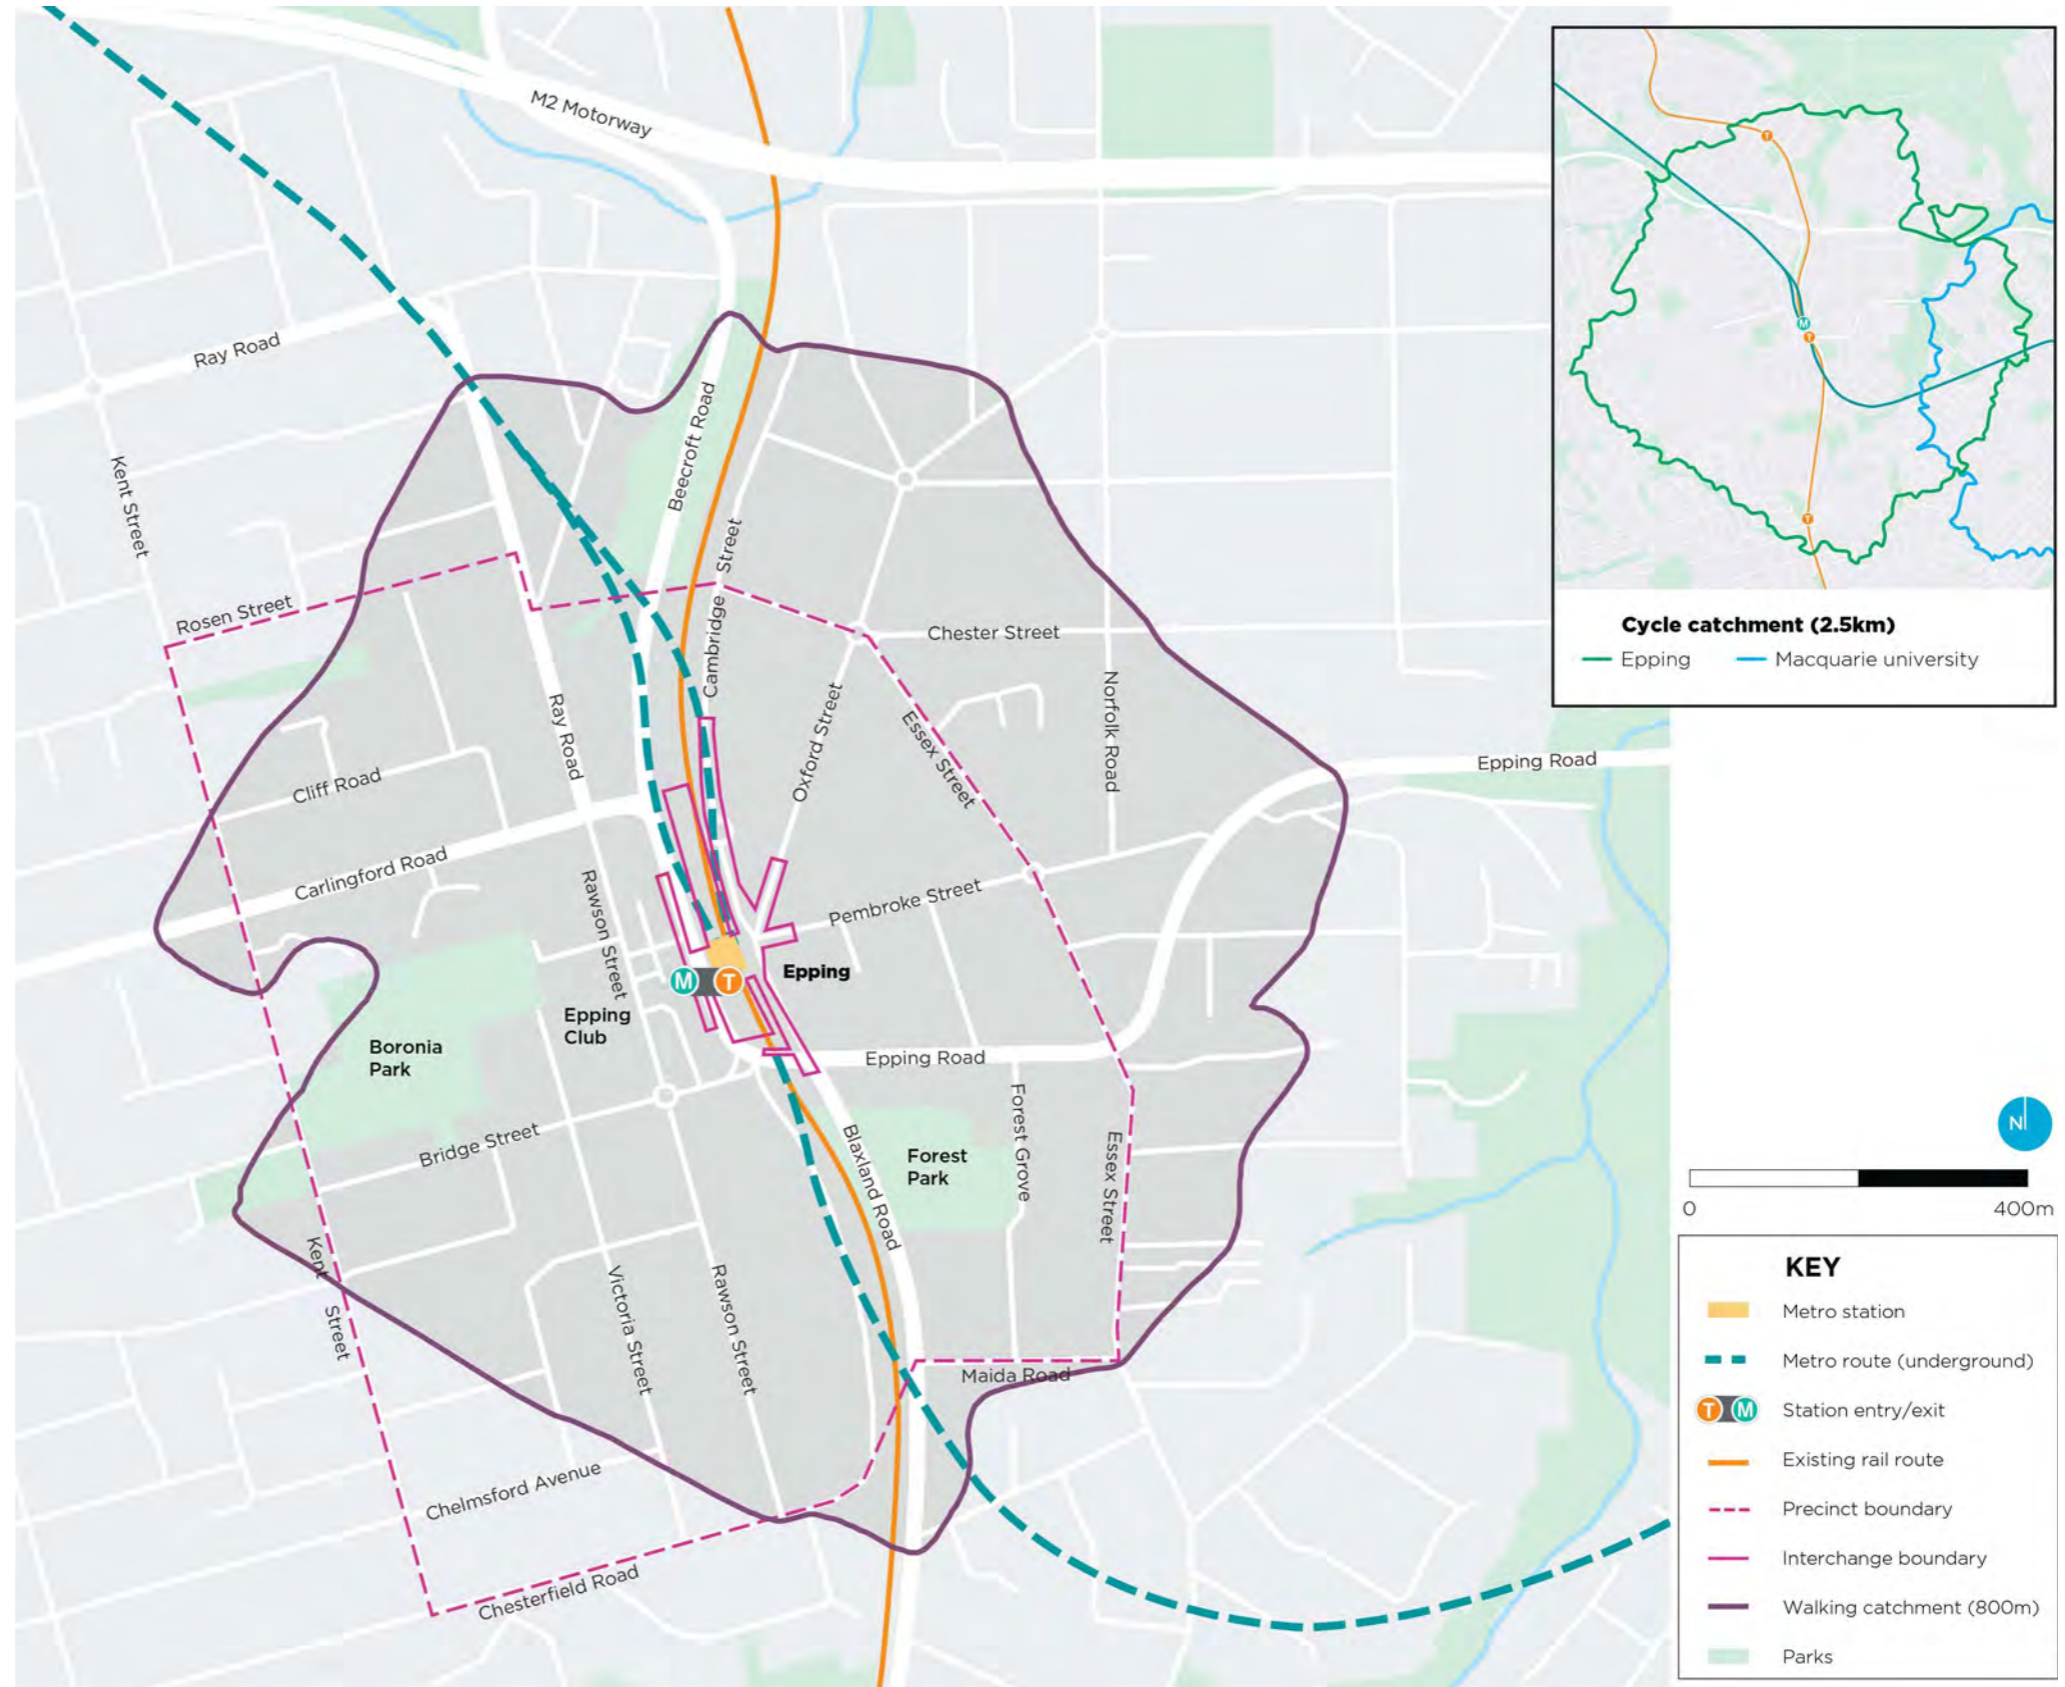 M2 Motorway
Ray Road
Beecroft Road
Kent Street
Cambridge Street
Rosen Street
Chester Street
Norfolk Road
Oxford Street
Essex Street
Ray Road
Cliff Road
Epping Road
Carlingford Road
Rawson Street
Pembroke Street
M
T
Epping
Epping
Club
Boronia
Park
Epping Road
Bridge Street
Blaxland Road
Forest
Park
Forest Grove
Essex Street
Kent Street
Victoria Street
Rawson Street
Maida Road
Chelmsford Avenue
Chesterfield Road
T
M
T
T
Cycle catchment (2.5km)
Epping
Macquarie university
N
0
400m
KEY
Metro station
Metro route (underground)
T M Station entry/exit
Existing rail route
Precinct boundary
Interchange boundary
Walking catchment (800m)
Parks